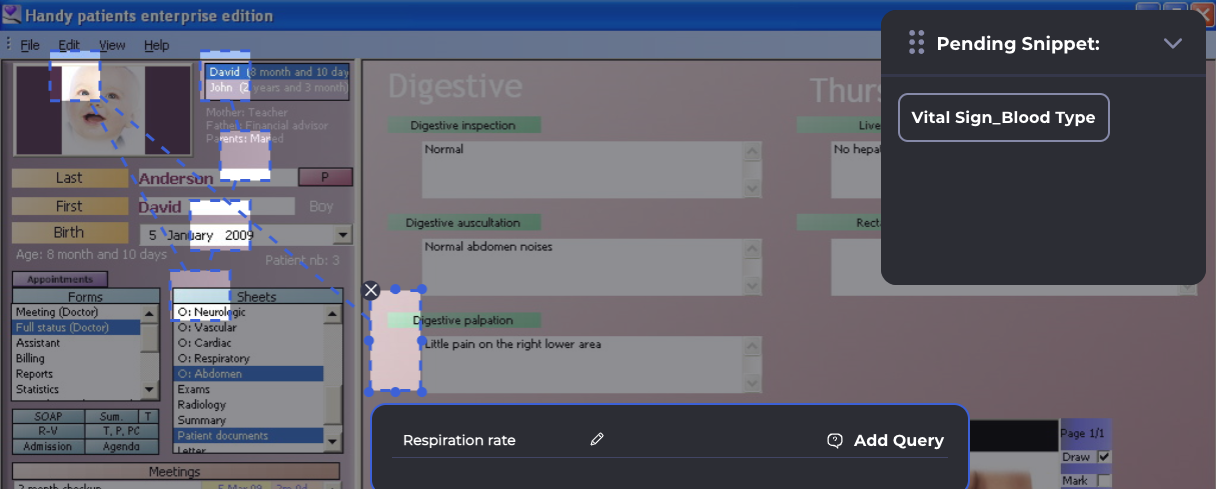 Handy patients enterprise edition
File Edit View Help
Pending Snippet:
Vital Sign_Blood Type
David (8 month and 10 day
John (2 years and 3 month)
Mother: Teacher
Father: Financial advisor
Parents: Maried
Last Anderson P
First David Boy
Birth 5 January 2009
Age: 8 month and 10 days
Patient nb: 3
Appointments
Forms
Meeting (Doctor)
Full status (Doctor)
Assistant
Billing
Reports
Statistics
Sheets
O: Neurologic
O: Vascular
O: Cardiac
O: Respiratory
O: Abdomen
Exams
Radiology
Summary
Patient documents
Letter
SOAP Sum. T
R-V T, P, PC
Admission Agenda
Meetings
2 month checkup 5 Mar 09 2m 0d
Digestive
Digestive inspection
Normal
Digestive auscultation
Normal abdomen noises
Digestive palpation
Little pain on the right lower area
Thurs
Live
No hepat
Recta
Respiration rate
Add Query
Page 1/1
Draw
Mark